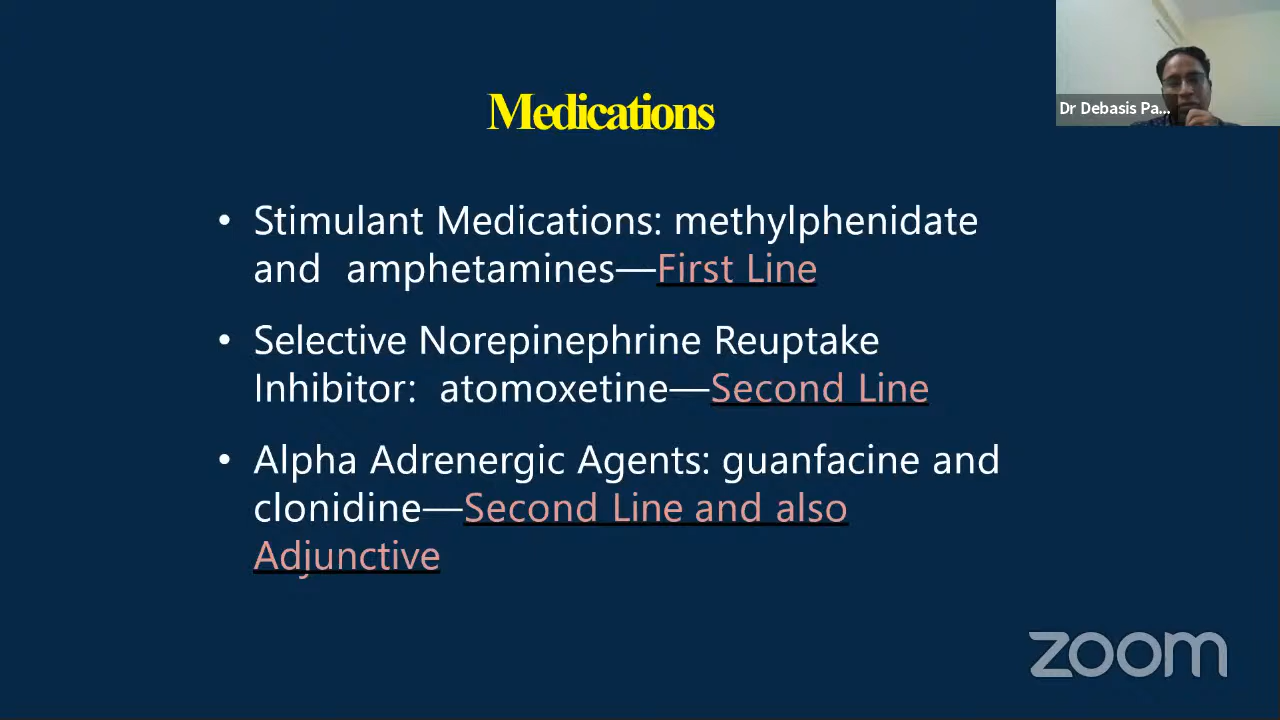 Medications
Dr Debasis Pa...
• Stimulant Medications: methylphenidate
and amphetamines—First Line
• Selective Norepinephrine Reuptake
Inhibitor: atomoxetine—Second Line
• Alpha Adrenergic Agents: guanfacine and
clonidine—Second Line and also
Adjunctive
zoom